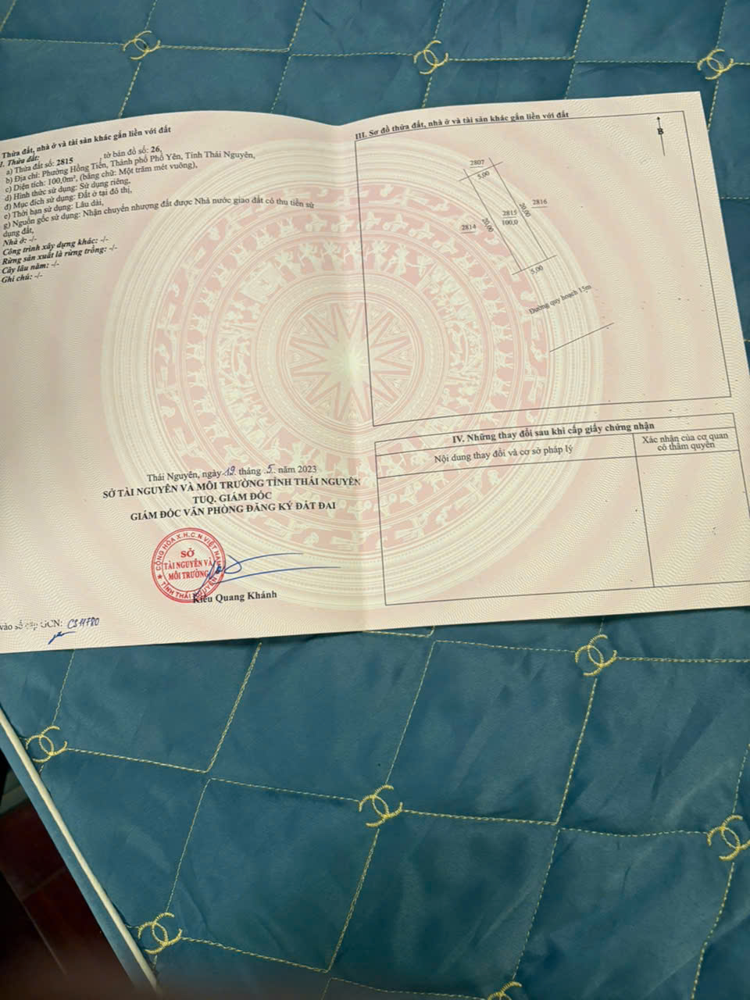 Thửa đất, nhà ở và tài sản khác gắn liền với đất
1. Thửa đất:
a) Thửa đất số: 2815, tờ bản đồ số: 26,
b) Địa chỉ: Phường Hồng Tiến, Thành phố Phổ Yên, Tỉnh Thái Nguyên,
c) Diện tích: 100,0m², (bằng chữ: Một trăm mét vuông),
d) Hình thức sử dụng: Sử dụng riêng,
đ) Mục đích sử dụng: Đất ở tại đô thị,
e) Thời hạn sử dụng: Lâu dài,
g) Nguồn gốc sử dụng: Nhận chuyển nhượng đất được Nhà nước giao đất có thu tiền sử
dụng đất,
Nhà ở: -/-
Công trình xây dựng khác: -/-
Rừng sản xuất là rừng trồng: -/-
Cây lâu năm: -/-
Ghi chú: -/-
Thái Nguyên, ngày 19 tháng 5 năm 2023
SỞ TÀI NGUYÊN VÀ MÔI TRƯỜNG TỈNH THÁI NGUYÊN
TUQ. GIÁM ĐỐC
GIÁM ĐỐC VĂN PHÒNG ĐĂNG KÝ ĐẤT ĐAI
CỘNG HÒA X.H.C.N VIỆT NAM
SỞ
TÀI NGUYÊN VÀ
MÔI TRƯỜNG
TỈNH THÁI NGUYÊN
Kiều Quang Khánh
vào sổ cấp GCN:
III. Sơ đồ thửa đất, nhà ở và tài sản khác gắn liền với đất
B
2807
5,00
2816
20,00
2815
100,0
2814
20,00
5,00
Đường quy hoạch 15m
IV. Những thay đổi sau khi cấp giấy chứng nhận
Nội dung thay đổi và cơ sở pháp lý
Xác nhận của cơ quan
có thẩm quyền